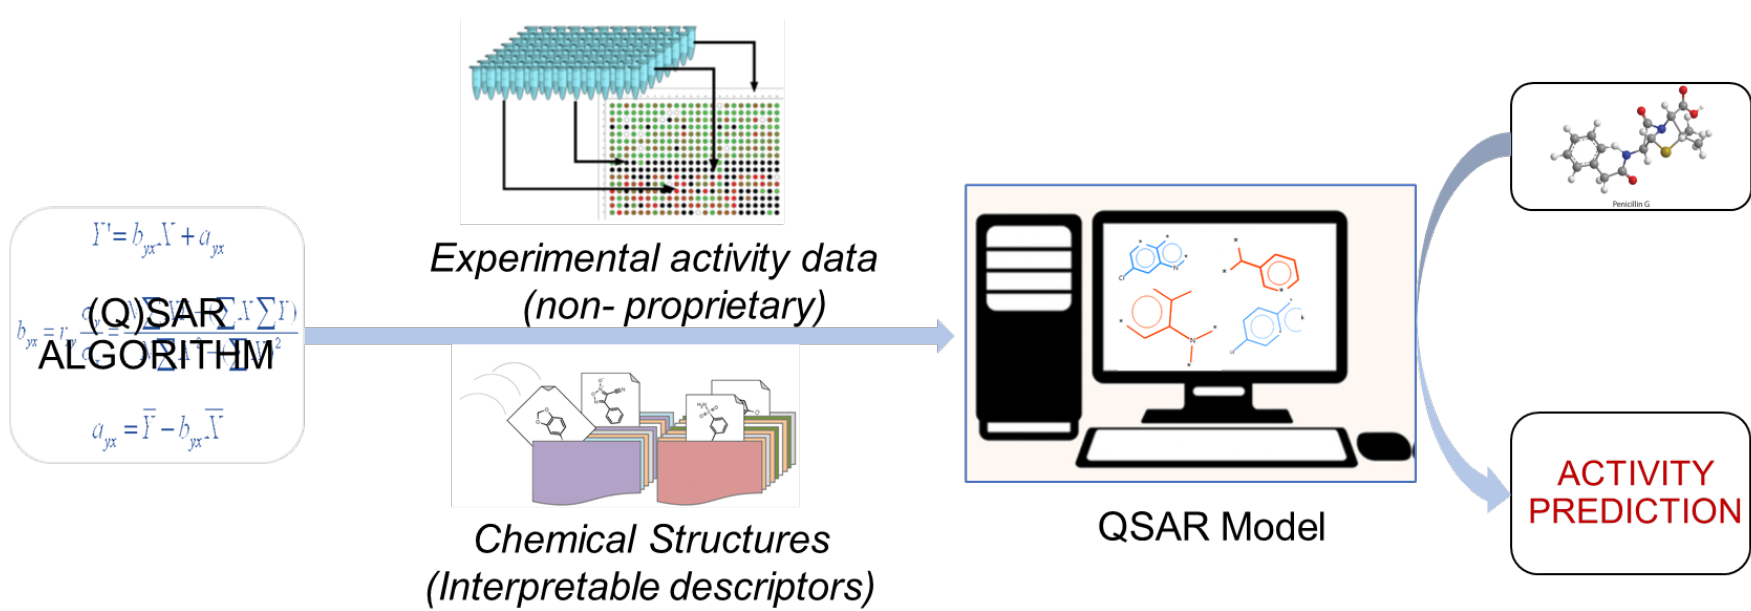 Y' = b_yx X + a_yx
(Q)SAR
ALGORITHM
a_yx = Y̅ − b_yx X̅
Experimental activity data
(non- proprietary)
Chemical Structures
(Interpretable descriptors)
Cl
N
N
QSAR Model
Penicillin G
ACTIVITY
PREDICTION